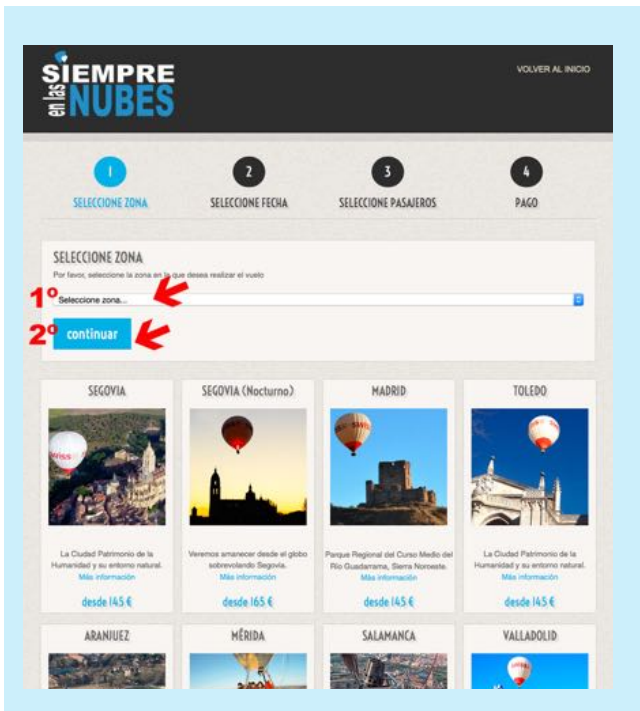 SIEMPRE
en las NUBES
VOLVER AL INICIO
1
2
3
4
SELECCIONE ZONA
SELECCIONE FECHA
SELECCIONE PASAJEROS
PAGO
SELECCIONE ZONA
Por favor, seleccione la zona en la que desea realizar el vuelo
1º Seleccione zona...
2º continuar
SEGOVIA
SEGOVIA (Nocturno)
MADRID
TOLEDO
La Ciudad Patrimonio de la
Humanidad y su entorno natural.
Más información
desde 145 €
Veremos amanecer desde el globo
sobrevolando Segovia.
Más información
desde 165 €
Parque Regional del Curso Medio del
Río Guadarrama, Sierra Noroeste.
Más información
desde 145 €
La Ciudad Patrimonio de la
Humanidad y su entorno natural.
Más información
desde 145 €
ARANJUEZ
MÉRIDA
SALAMANCA
VALLADOLID